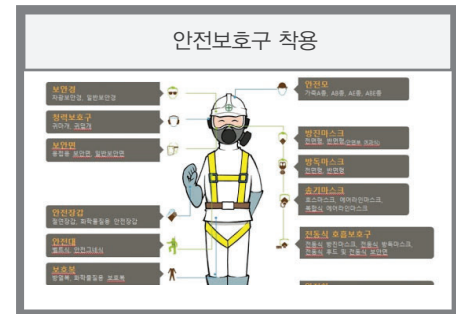 안전보호구 착용
보안경
차광보안경, 일반보안경
청력보호구
귀마개, 귀덮개
보안면
용접용 보안면, 일반보안면
안전장갑
절연장갑, 화학물질용 안전장갑
안전대
벨트식, 안전그네식
보호복
방열복, 화학물질용 보호복
안전모
AB종, AE종, ABE종
방진마스크
전면형, 반면형
방독마스크
전면형, 반면형
송기마스크
호스마스크, 에어라인마스크,
복합식 에어라인마스크
전동식 호흡보호구
전동식 방진마스크, 전동식 방독마스크,
전동식 후드 및 전동식 보안면